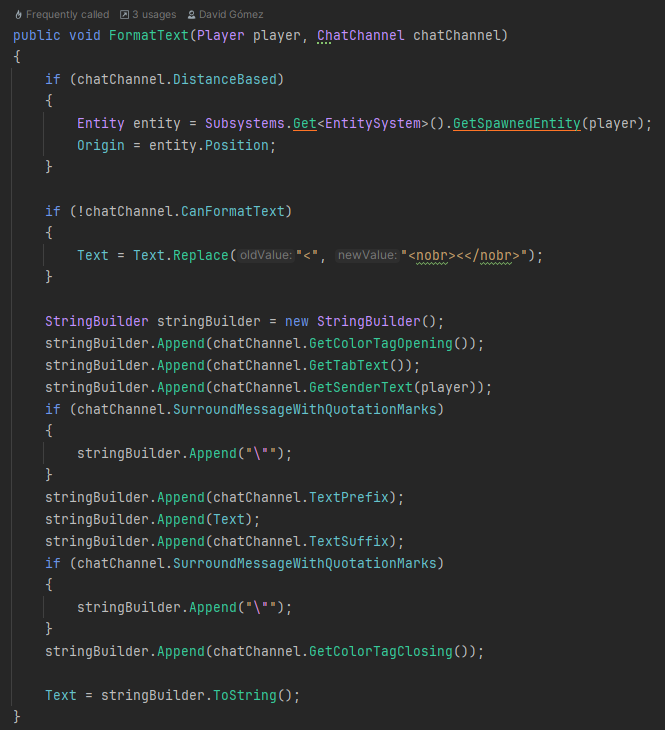 Frequently called 3 usages David Gómez
public void FormatText(Player player, ChatChannel chatChannel)
{
    if (chatChannel.DistanceBased)
    {
        Entity entity = Subsystems.Get<EntitySystem>().GetSpawnedEntity(player);
        Origin = entity.Position;
    }

    if (!chatChannel.CanFormatText)
    {
        Text = Text.Replace(oldValue:"<", newValue:"<nobr><</nobr>");
    }

    StringBuilder stringBuilder = new StringBuilder();
    stringBuilder.Append(chatChannel.GetColorTagOpening());
    stringBuilder.Append(chatChannel.GetTabText());
    stringBuilder.Append(chatChannel.GetSenderText(player));
    if (chatChannel.SurroundMessageWithQuotationMarks)
    {
        stringBuilder.Append("\"");
    }
    stringBuilder.Append(chatChannel.TextPrefix);
    stringBuilder.Append(Text);
    stringBuilder.Append(chatChannel.TextSuffix);
    if (chatChannel.SurroundMessageWithQuotationMarks)
    {
        stringBuilder.Append("\"");
    }
    stringBuilder.Append(chatChannel.GetColorTagClosing());

    Text = stringBuilder.ToString();
}